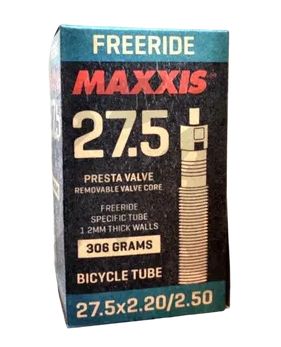 FREERIDE
MAXXIS
27.5
PRESTA VALVE
REMOVABLE VALVE CORE
FREERIDE
SPECIFIC TUBE
1.2MM THICK WALLS
306 GRAMS
BICYCLE TUBE
27.5x2.20/2.50